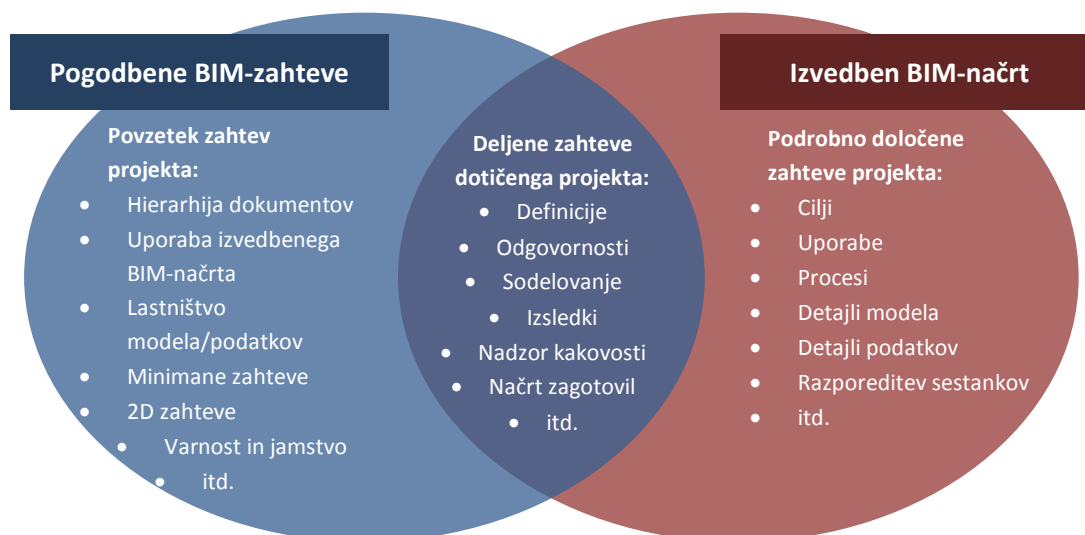 Pogodbene BIM-zahteve
Povzetek zahtev
projekta:
• Hierarhija dokumentov
• Uporaba izvedbenega
BIM-načrta
• Lastništvo
modela/podatkov
• Minimane zahteve
• 2D zahteve
• Varnost in jamstvo
• itd.
Deljene zahteve
dotičenga projekta:
• Definicije
• Odgovornosti
• Sodelovanje
• Izsledki
• Nadzor kakovosti
• Načrt zagotovil
• itd.
Izvedben BIM-načrt
Podrobno določene
zahteve projekta:
• Cilji
• Uporabe
• Procesi
• Detajli modela
• Detajli podatkov
• Razporeditev sestankov
• itd.